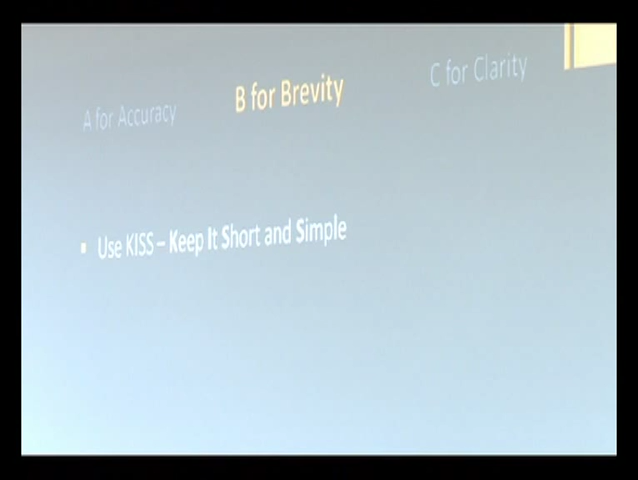 A for Accuracy
B for Brevity
C for Clarity
▪ Use KISS – Keep It Short and Simple